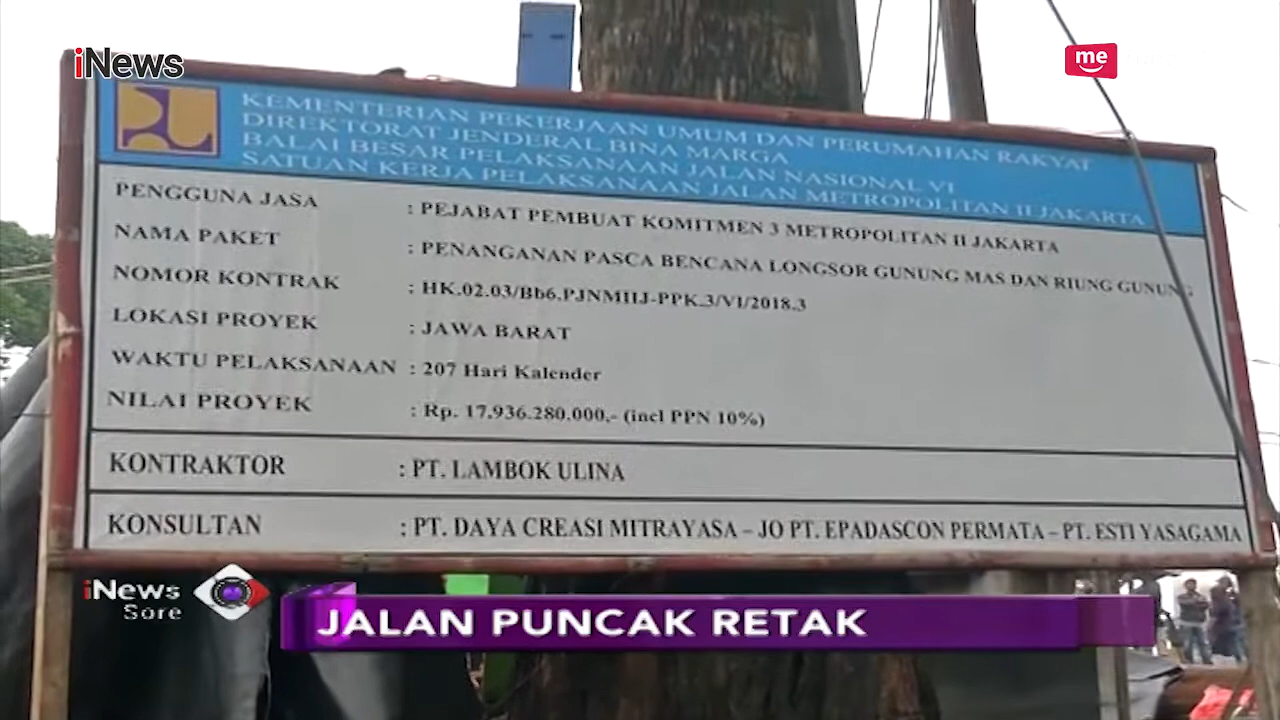 iNews
me
KEMENTERIAN PEKERJAAN UMUM DAN PERUMAHAN RAKYAT
DIREKTORAT JENDERAL BINA MARGA
BALAI BESAR PELAKSANAAN JALAN NASIONAL VI
SATUAN KERJA PELAKSANAAN JALAN METROPOLITAN II JAKARTA
PENGGUNA JASA : PEJABAT PEMBUAT KOMITMEN 3 METROPOLITAN II JAKARTA
NAMA PAKET : PENANGANAN PASCA BENCANA LONGSOR GUNUNG MAS DAN RIUNG GUNUNG
NOMOR KONTRAK : HK.02.03/Bb6.PJNMIIJ-PPK.3/VI/2018.3
LOKASI PROYEK : JAWA BARAT
WAKTU PELAKSANAAN : 207 Hari Kalender
NILAI PROYEK : Rp. 17.936.280.000,- (incl PPN 10%)
KONTRAKTOR : PT. LAMBOK ULINA
KONSULTAN : PT. DAYA CREASI MITRAYASA – JO PT. EPADASCON PERMATA – PT. ESTI YASAGAMA
iNews
Sore
JALAN PUNCAK RETAK